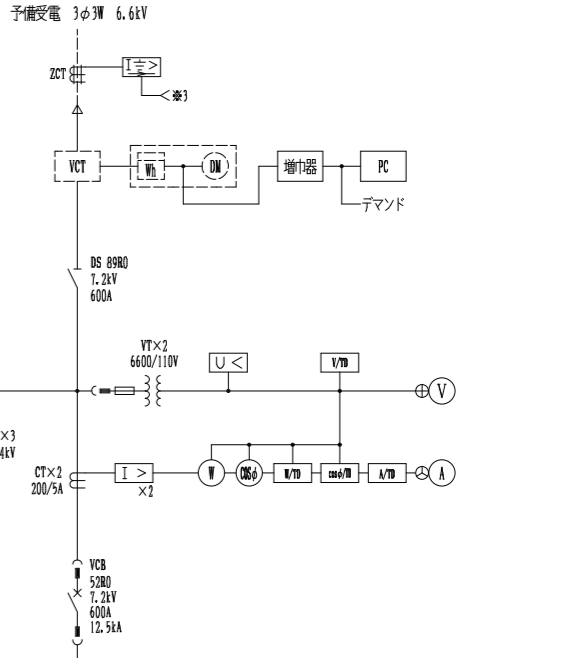 予備受電 3φ3W 6.6kV
ZCT
I >
※3
VCT
Wh
DM
増巾器
PC
デマンド
DS 89R0
7.2kV
600A
VT×2
6600/110V
U <
V/TD
V
×3
4kV
CT×2
200/5A
I >
×2
W
COSφ
W/TD
cosφ/TD
A/TD
A
VCB
52R0
7.2kV
600A
12.5kA